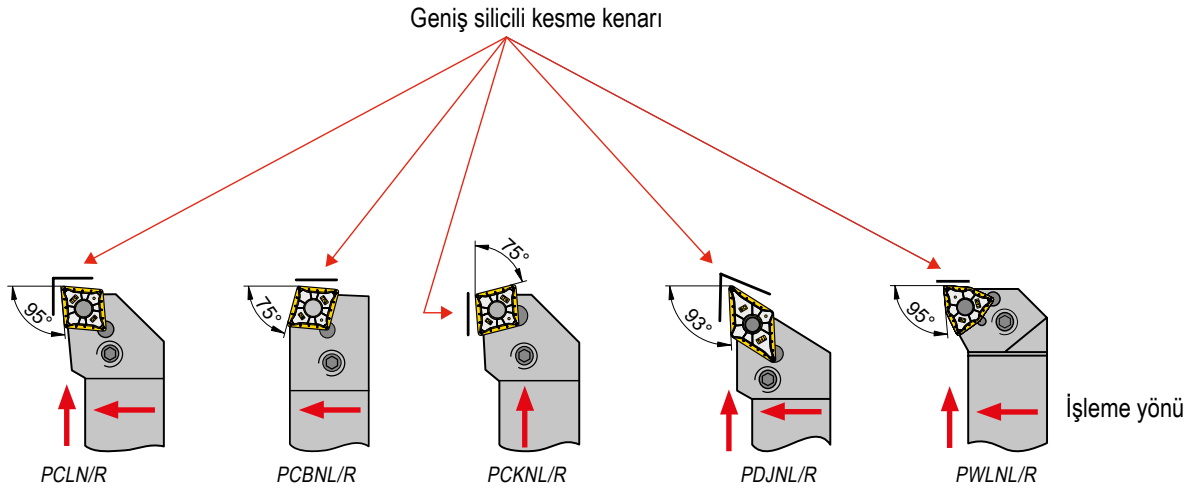 Geniş silicili kesme kenarı
95°
75°
75°
93°
95°
İşleme yönü
PCLN/R
PCBNL/R
PCKNL/R
PDJNL/R
PWLNL/R